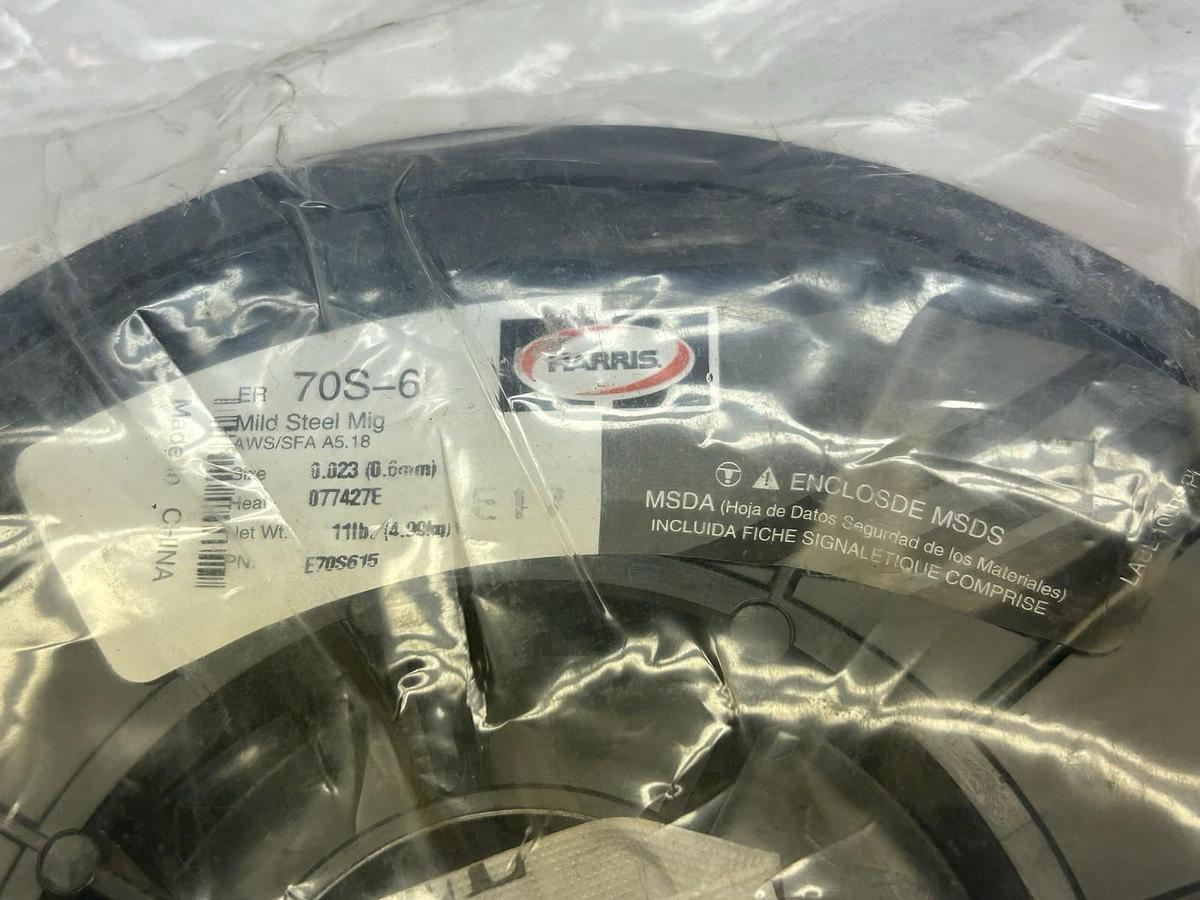 HARRIS
ER 70S-6
Mild Steel Mig
AWS/SFA A5.18
Size 0.023 (0.6mm)
Heat 077427E
Net Wt. 11lb. (4.99kg)
PN. E70S615
Made in CHINA
ENCLOSDE MSDS
MSDA (Hoja de Datos Segurdad de los Materiales)
INCLUIDA FICHE SIGNALETIQUE COMPRISE